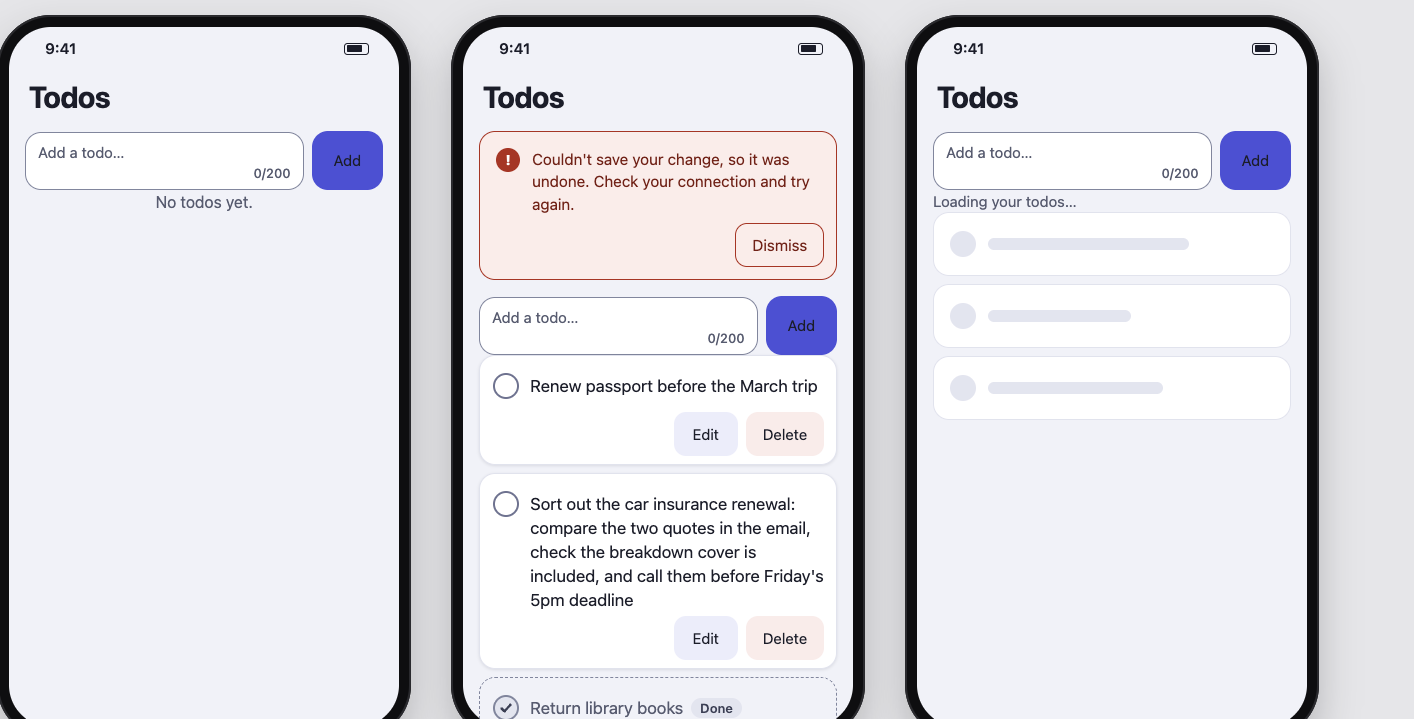 9:41
Todos
Add a todo...
0/200
Add
No todos yet.
9:41
Todos
!
Couldn't save your change, so it was
undone. Check your connection and try
again.
Dismiss
Add a todo...
0/200
Add
Renew passport before the March trip
Edit
Delete
Sort out the car insurance renewal:
compare the two quotes in the email,
check the breakdown cover is
included, and call them before Friday's
5pm deadline
Edit
Delete
Return library books
Done
9:41
Todos
Add a todo...
0/200
Add
Loading your todos...